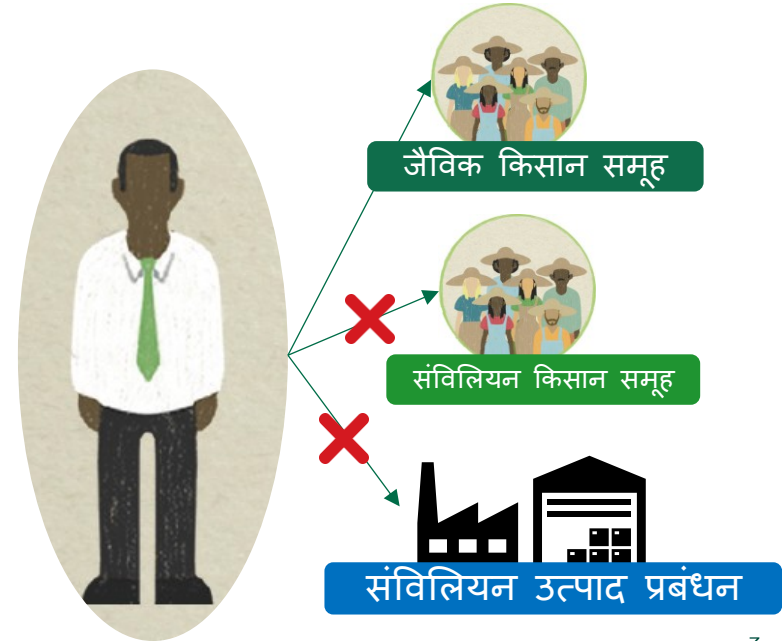 जैविक किसान समूह
संविलियन किसान समूह
संविलियन उत्पाद प्रबंधन